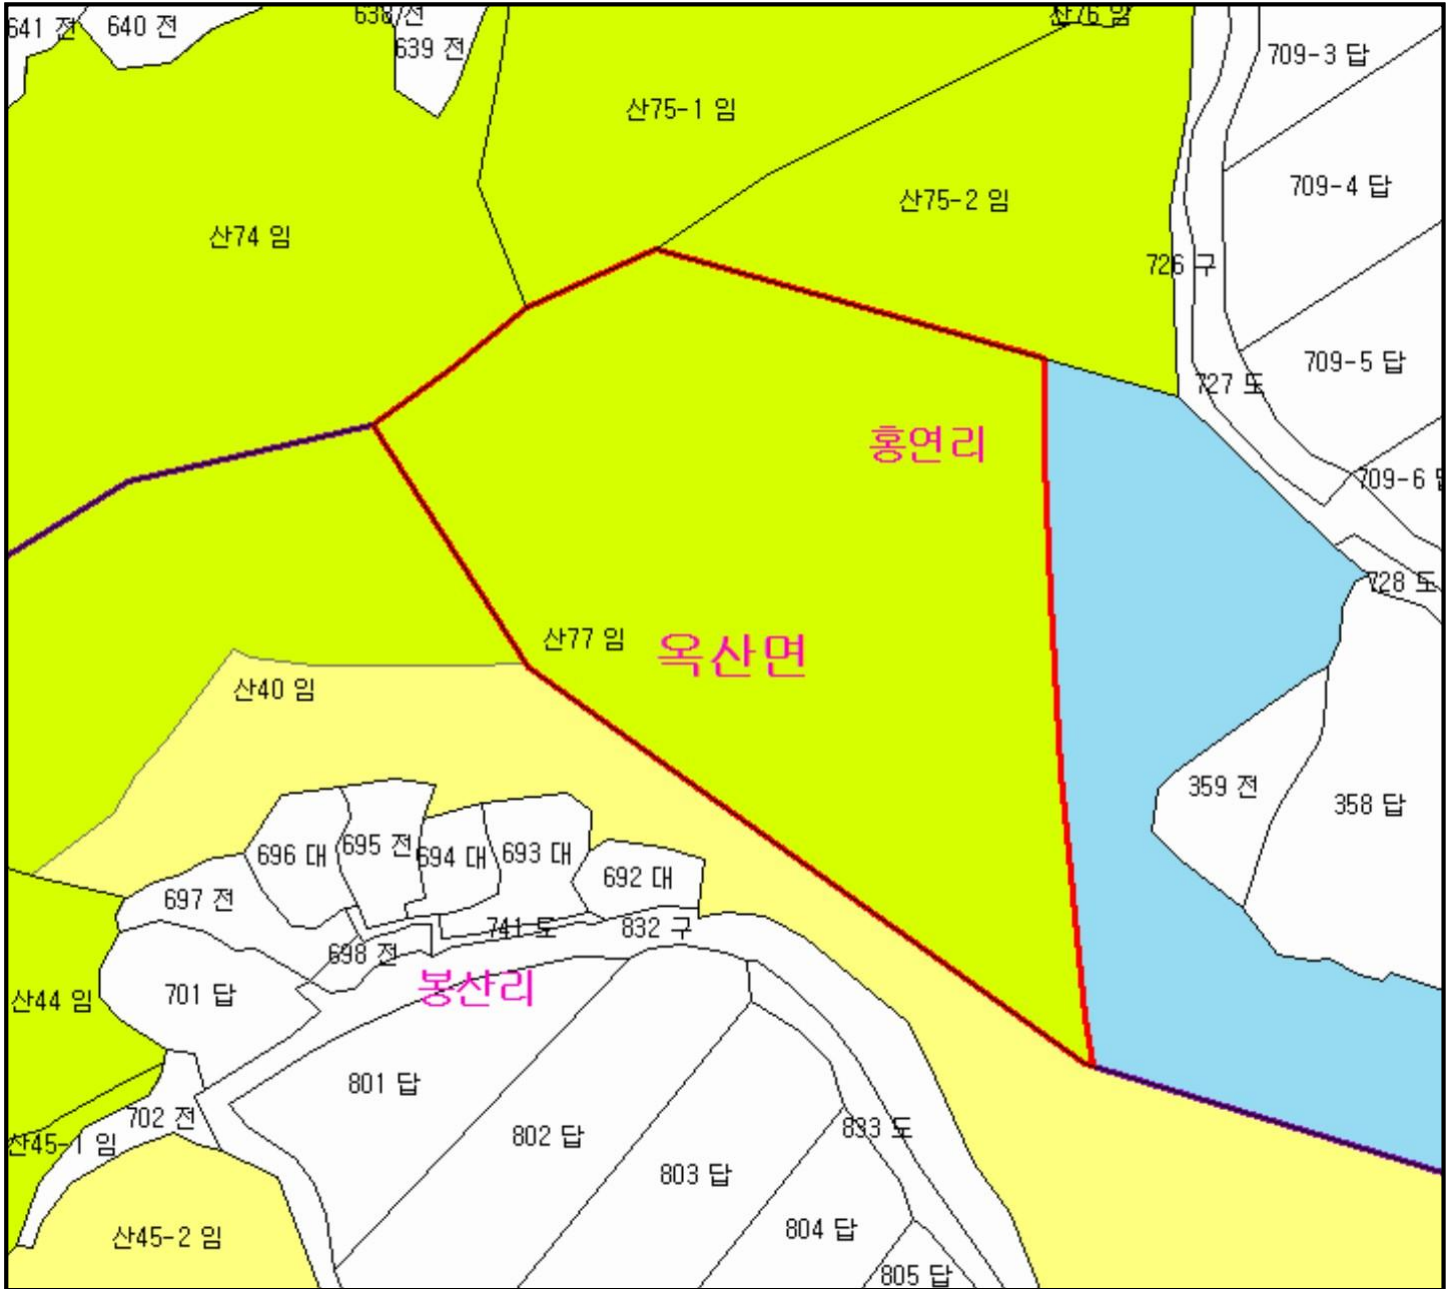 641 전
640 전
638 전
639 전
산76 임
709-3 답
산75-1 임
709-4 답
산75-2 임
산74 임
726 구
709-5 답
727 도
홍연리
709-6
728 도
산77 임
옥산면
산40 임
359 전
358 답
696 대
695 전
694 대
693 대
692 대
697 전
741 도
832 구
698 전
봉산리
701 답
산44 임
801 답
702 전
833 도
산45-1 임
802 답
803 답
804 답
산45-2 임
805 답